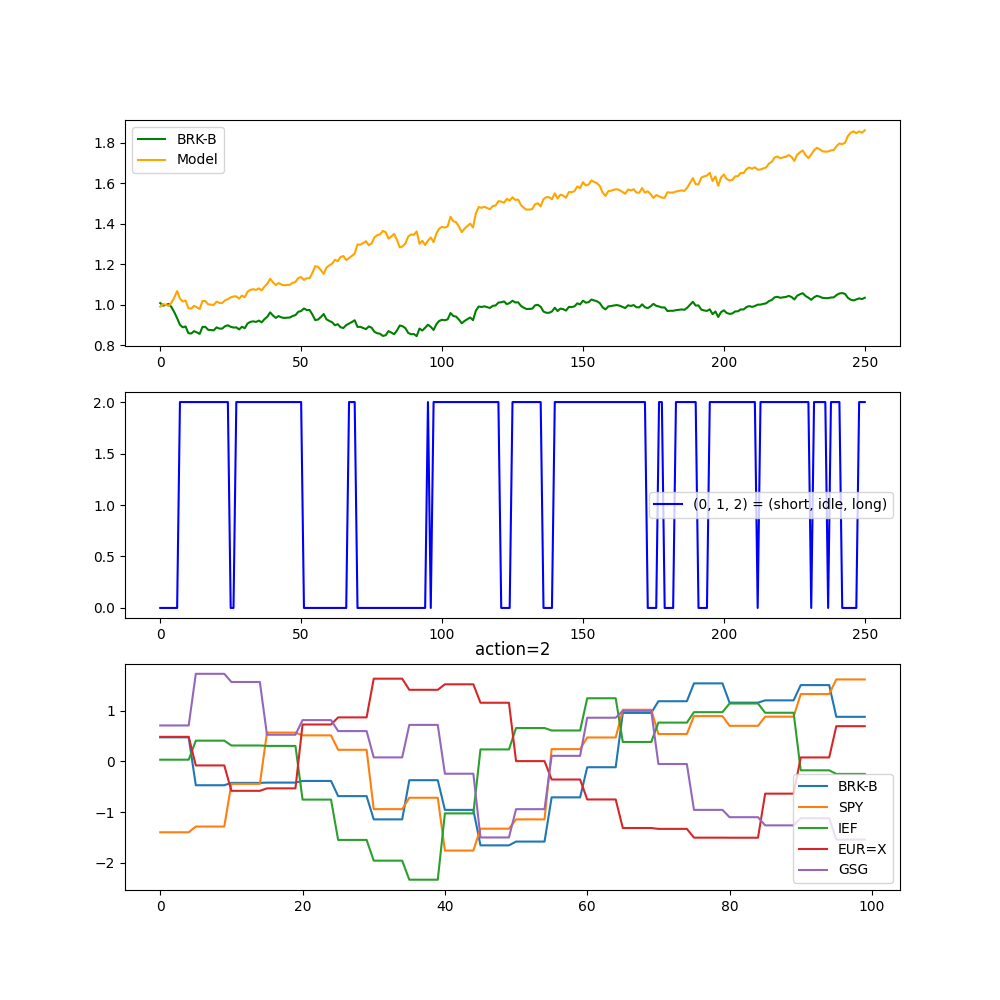 BRK-B
Model
1.8
1.6
1.4
1.2
1.0
0.8
0 50 100 150 200 250
(0, 1, 2) = (short, idle, long)
2.0
1.5
1.0
0.5
0.0
0 50 100 150 200 250
action=2
1
0
−1
−2
BRK-B
SPY
IEF
EUR=X
GSG
0 20 40 60 80 100